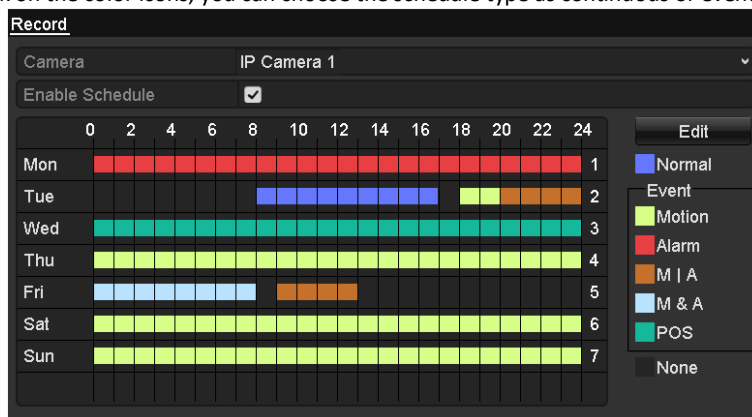 Record
Camera IP Camera 1
Enable Schedule
0 2 4 6 8 10 12 14 16 18 20 22 24 Edit
Mon 1 Normal
Tue 2 Event
Wed 3 Motion
Thu 4 Alarm
Fri 5 M | A
Sat 6 M & A
Sun 7 POS
None